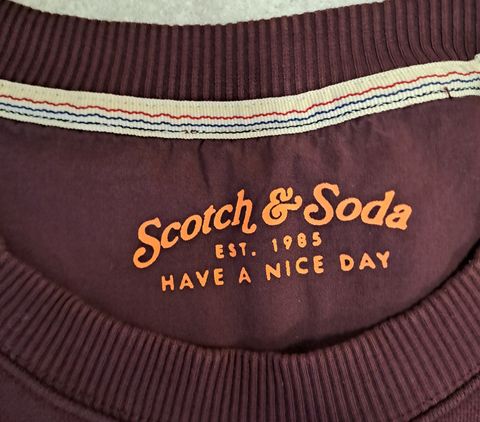 Scotch & Soda
EST. 1985
HAVE A NICE DAY